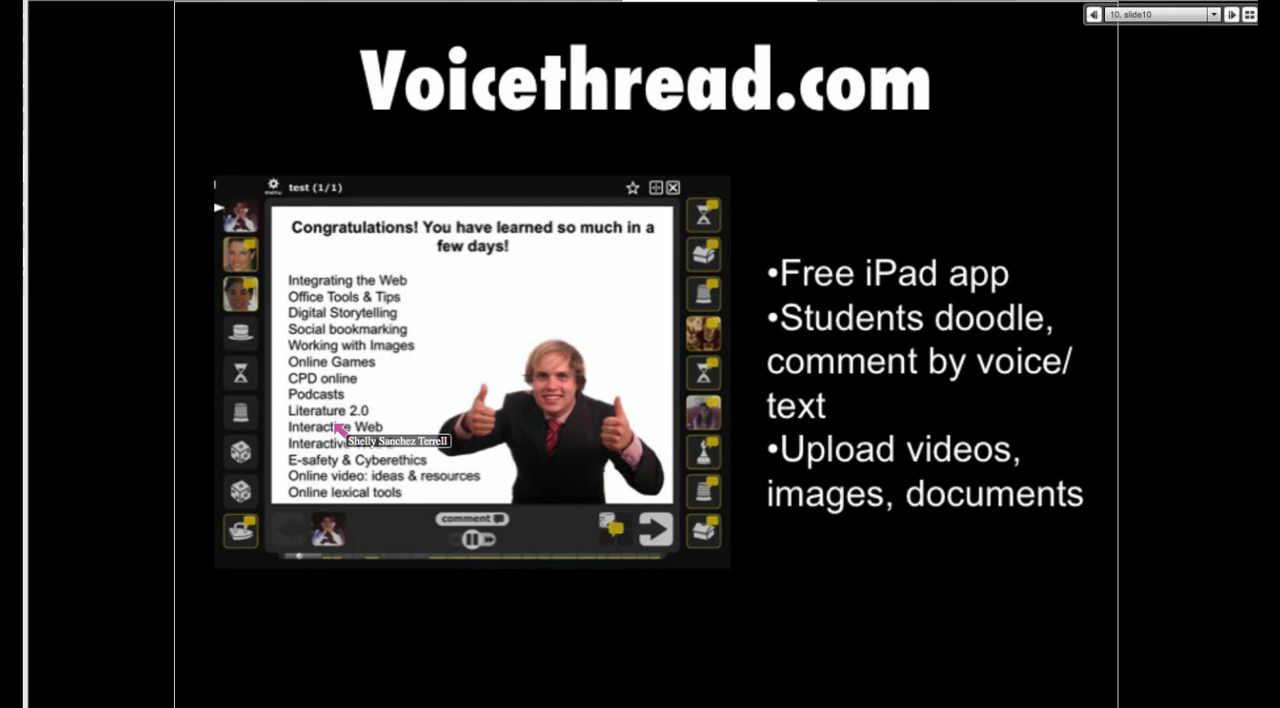 10. slide10
Voicethread.com
menu
test (1/1)
Congratulations! You have learned so much in a
few days!
Integrating the Web
Office Tools & Tips
Digital Storytelling
Social bookmarking
Working with Images
Online Games
CPD online
Podcasts
Literature 2.0
Interactive Web
Shelly Sanchez Terrell
Interactive
E-safety & Cyberethics
Online video: ideas & resources
Online lexical tools
comment
•Free iPad app
•Students doodle,
comment by voice/
text
•Upload videos,
images, documents